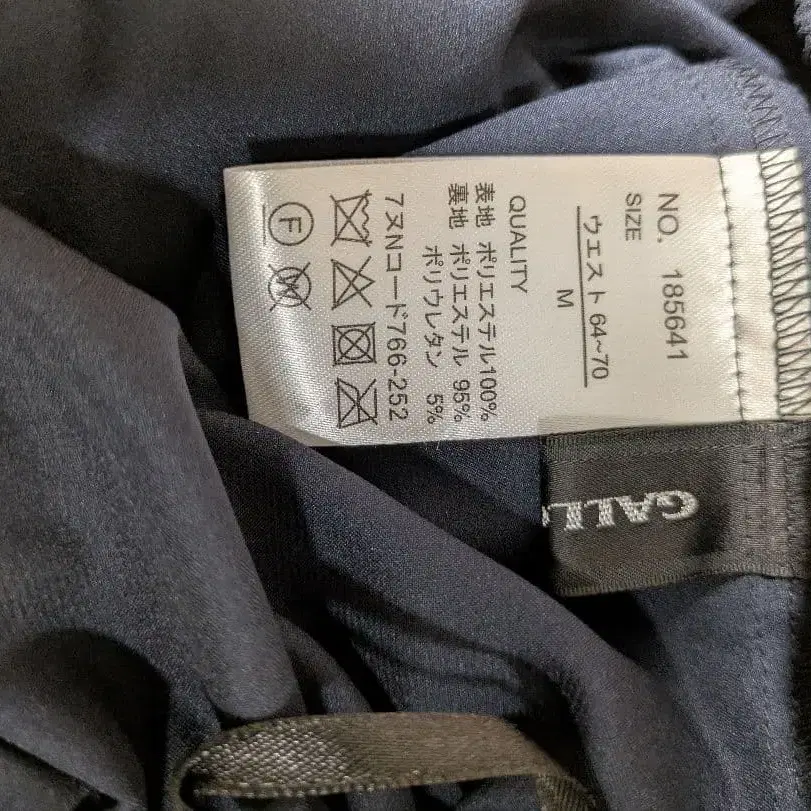 NO. 185641
SIZE
ウエスト 64~70
M
QUALITY
表地 ポリエステル100%
裏地 ポリエステル 95%
ポリウレタン 5%
7ヌNコード766-252
F W
GALL